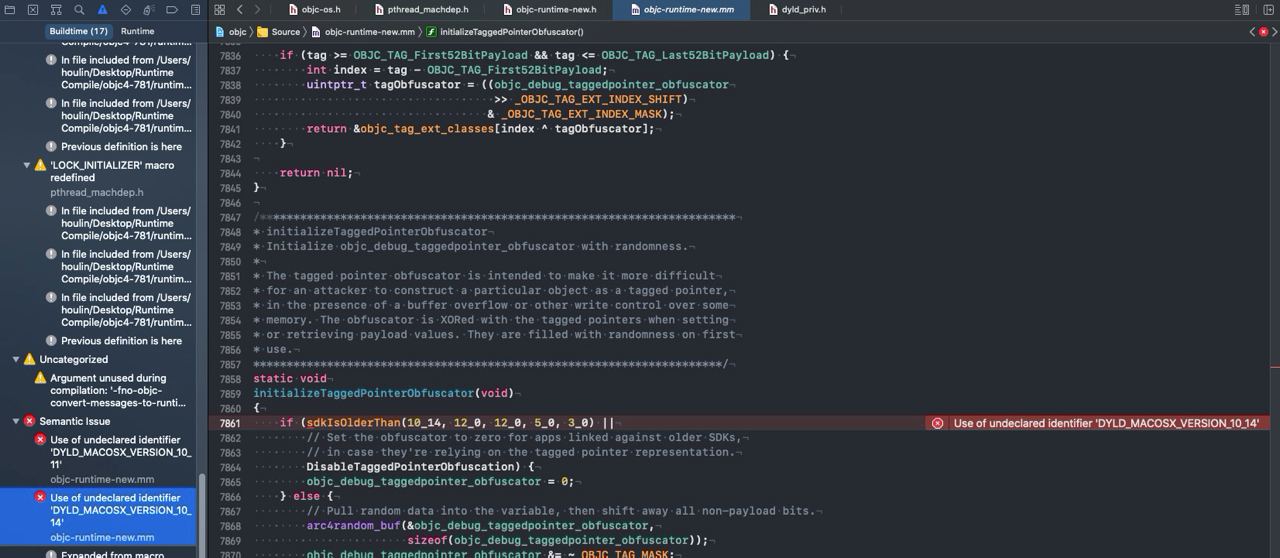 objc-os.h
pthread_machdep.h
objc-runtime-new.h
objc-runtime-new.mm
dyld_priv.h
Buildtime (17)
Runtime
objc
Source
objc-runtime-new.mm
initializeTaggedPointerObfuscator()
houlin/Desktop/Runtime
Compile/objc4-781/runtim...
In file included from /Users/
houlin/Desktop/Runtime
Compile/objc4-781/runtim...
In file included from /Users/
houlin/Desktop/Runtime
Compile/objc4-781/runtim...
Previous definition is here
'LOCK_INITIALIZER' macro
redefined
pthread_machdep.h
In file included from /Users/
houlin/Desktop/Runtime
Compile/objc4-781/runtim...
In file included from /Users/
houlin/Desktop/Runtime
Compile/objc4-781/runtim...
In file included from /Users/
houlin/Desktop/Runtime
Compile/objc4-781/runtim...
Previous definition is here
Uncategorized
Argument unused during
compilation: '-fno-objc-
convert-messages-to-runti...
Semantic Issue
Use of undeclared identifier
'DYLD_MACOSX_VERSION_10_
11'
objc-runtime-new.mm
Use of undeclared identifier
'DYLD_MACOSX_VERSION_10_
14'
objc-runtime-new.mm
Expanded from macro
7836 if (tag >= OBJC_TAG_First52BitPayload && tag <= OBJC_TAG_Last52BitPayload) {
7837 int index = tag - OBJC_TAG_First52BitPayload;
7838 uintptr_t tagObfuscator = ((objc_debug_taggedpointer_obfuscator
7839 >> _OBJC_TAG_EXT_INDEX_SHIFT)
7840 & _OBJC_TAG_EXT_INDEX_MASK);
7841 return &objc_tag_ext_classes[index ^ tagObfuscator];
7842 }
7843
7844 return nil;
7845 }
7846
7847 /***********************************************************************
7848 * initializeTaggedPointerObfuscator
7849 * Initialize objc_debug_taggedpointer_obfuscator with randomness.
7850 *
7851 * The tagged pointer obfuscator is intended to make it more difficult
7852 * for an attacker to construct a particular object as a tagged pointer,
7853 * in the presence of a buffer overflow or other write control over some
7854 * memory. The obfuscator is XORed with the tagged pointers when setting
7855 * or retrieving payload values. They are filled with randomness on first
7856 * use.
7857 **********************************************************************/
7858 static void
7859 initializeTaggedPointerObfuscator(void)
7860 {
7861 if (sdkIsOlderThan(10_14, 12_0, 12_0, 5_0, 3_0) || Use of undeclared identifier 'DYLD_MACOSX_VERSION_10_14'
7862 // Set the obfuscator to zero for apps linked against older SDKs,
7863 // in case they're relying on the tagged pointer representation.
7864 DisableTaggedPointerObfuscation) {
7865 objc_debug_taggedpointer_obfuscator = 0;
7866 } else {
7867 // Pull random data into the variable, then shift away all non-payload bits.
7868 arc4random_buf(&objc_debug_taggedpointer_obfuscator,
7869 sizeof(objc_debug_taggedpointer_obfuscator));
7870 objc_debug_taggedpointer_obfuscator &= ~_OBJC_TAG_MASK;